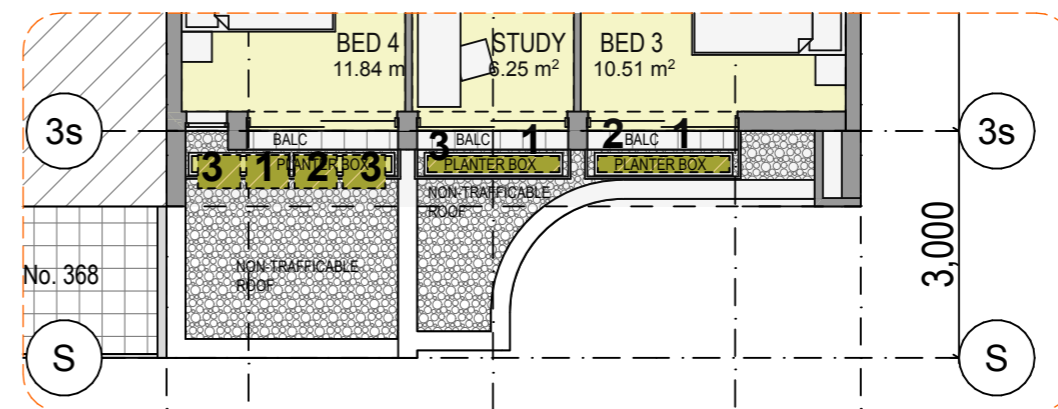 BED 4
11.84 m
STUDY
6.25 m²
BED 3
10.51 m²
3s
3s
BALC
BALC
BALC
3
1
2
1
3
1
2
3
PLANTER BOX
PLANTER BOX
PLANTER BOX
NON-TRAFFICABLE
ROOF
NON-TRAFFICABLE
ROOF
No. 368
3,000
S
S